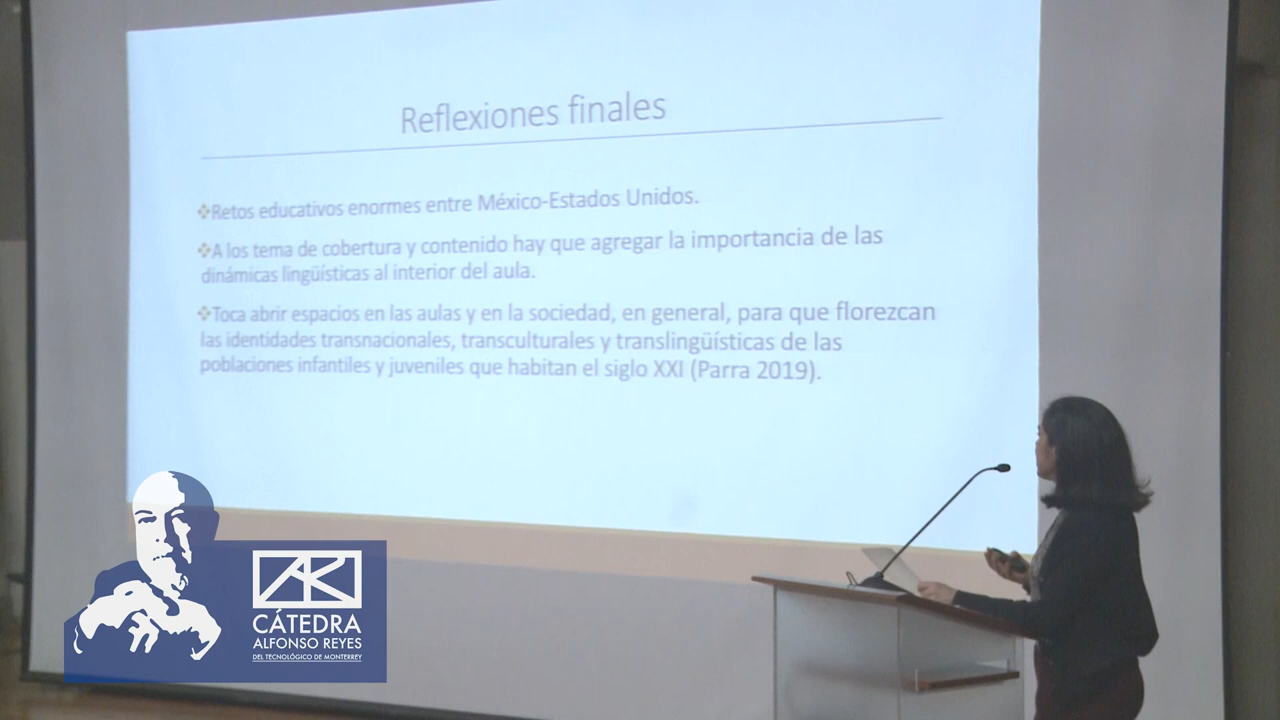 Reflexiones finales
❖Retos educativos enormes entre México-Estados Unidos.
❖A los tema de cobertura y contenido hay que agregar la importancia de las
dinámicas lingüísticas al interior del aula.
❖Toca abrir espacios en las aulas y en la sociedad, en general, para que florezcan
las identidades transnacionales, transculturales y translingüísticas de las
poblaciones infantiles y juveniles que habitan el siglo XXI (Parra 2019).
AR
CÁTEDRA
ALFONSO REYES
DEL TECNOLÓGICO DE MONTERREY